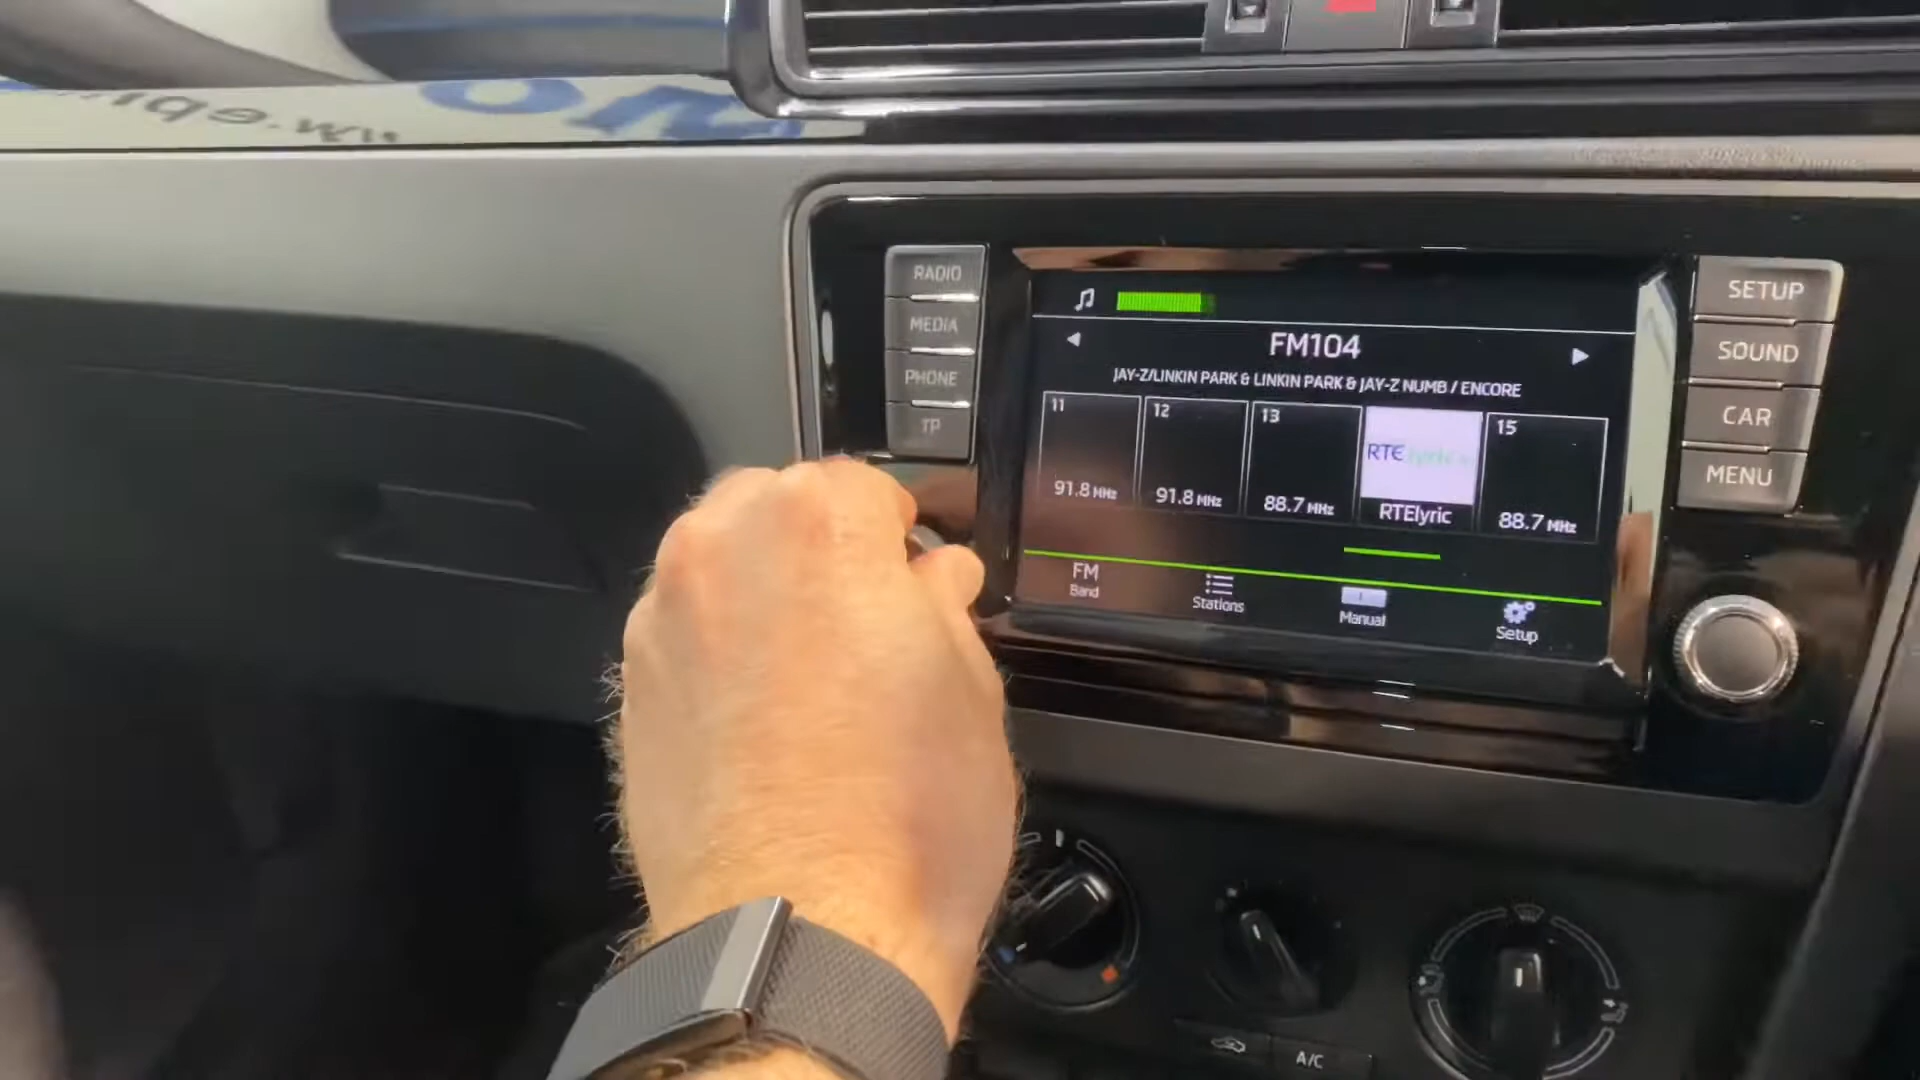 RADIO
MEDIA
PHONE
TP
FM104
JAY-Z/LINKIN PARK & LINKIN PARK & JAY-Z NUMB / ENCORE
11
12
13
15
RTE lyric
91.8 MHz
91.8 MHz
88.7 MHz
RTElyric
88.7 MHz
FM
Band
Stations
Manual
Setup
SETUP
SOUND
CAR
MENU
A/C